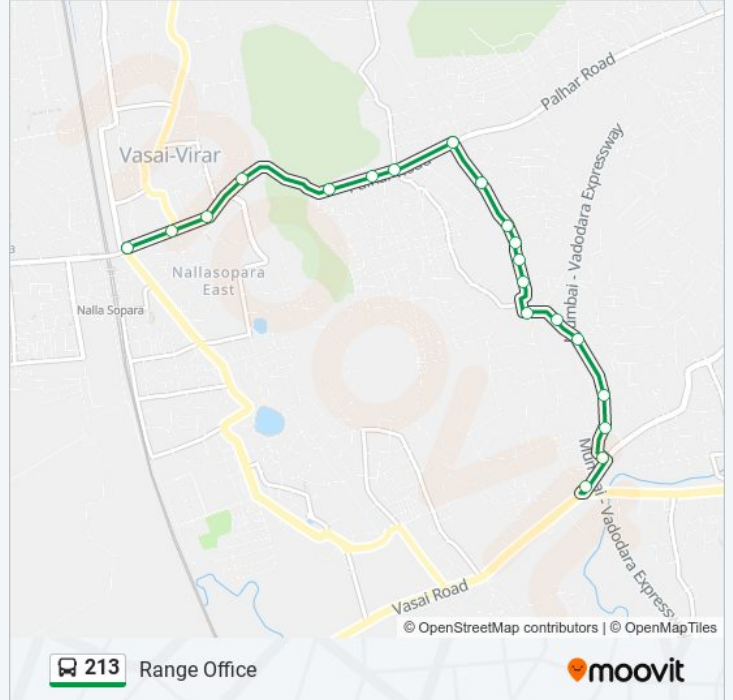 Palhar Road
Vasai-Virar
Mumbai - Vadodara Expressway
Nallasopara
East
Nalla Sopara
Mumbai - Vadodara Expressw
Vasai Road
© OpenStreetMap contributors | © OpenMapTiles
213 Range Office
moovit